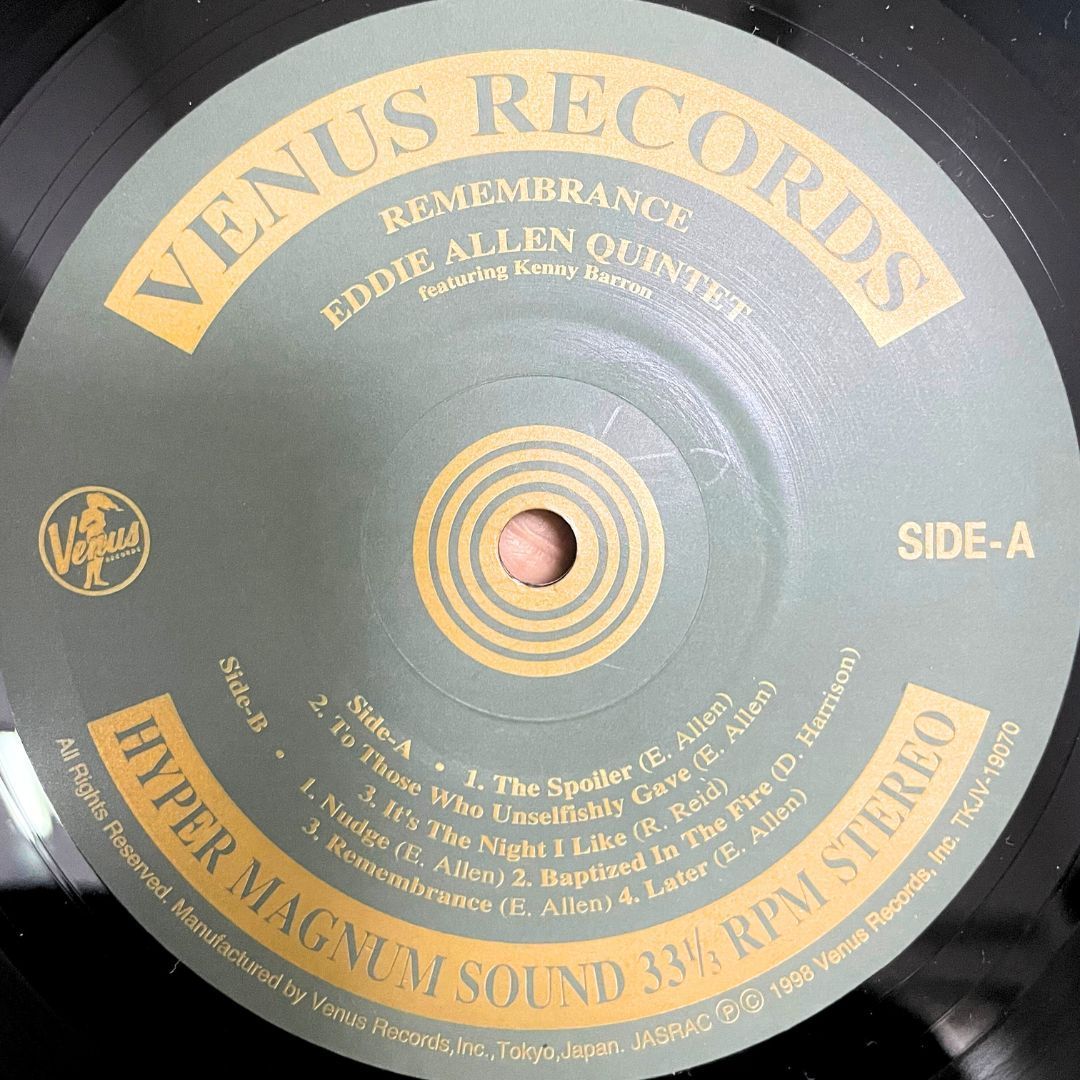 VENUS RECORDS
REMEMBRANCE
EDDIE ALLEN QUINTET
featuring Kenny Barron
Venus
RECORDS
SIDE-A
Side-A • 1. The Spoiler (E. Allen)
2. To Those Who Unselfishly Gave (E. Allen)
3. It's The Night I Like (R. Reid)
Side-B • 1. Nudge (E. Allen) 2. Baptized In The Fire (D. Harrison)
3. Remembrance (E. Allen) 4. Later (E. Allen)
HYPER MAGNUM SOUND 33⅓ RPM STEREO
All Rights Reserved. Manufactured by Venus Records,Inc.,Tokyo,Japan. JASRAC Ⓟ© 1998 Venus Records, Inc. TKJV-19070